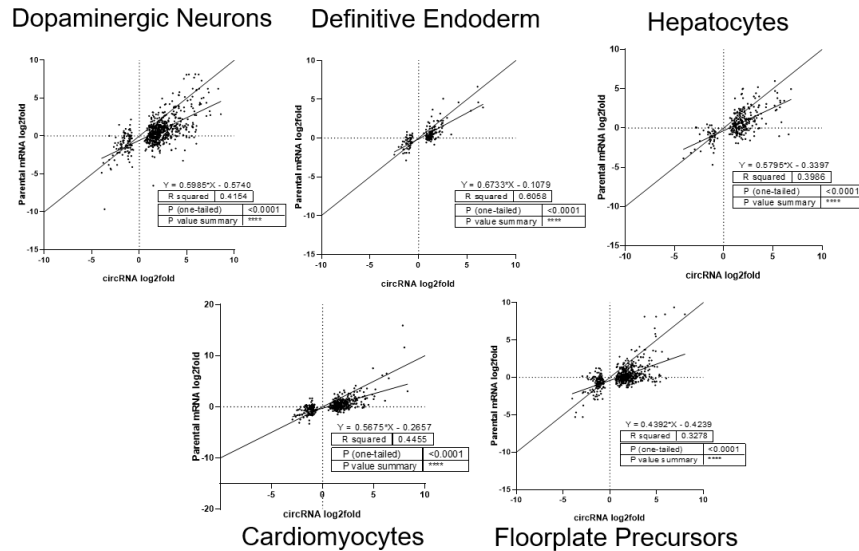 Dopaminergic Neurons
Definitive Endoderm
Hepatocytes
Parental mRNA log2fold
10
5
0
-5
-10
-15
Y = 0.5985*X - 0.5740
R squared 0.4154
P (one-tailed) <0.0001
P value summary ****
-10 -5 0 5 10
circRNA log2fold
Parental mRNA log2fold
10
5
0
-5
-10
-15
Y = 0.6733*X - 0.1079
R squared 0.6058
P (one-tailed) <0.0001
P value summary ****
-10 -5 0 5 10
circRNA log2fold
Parental mRNA log2fold
10
5
0
-5
-10
-15
Y = 0.5795*X - 0.3397
R squared 0.3986
P (one-tailed) <0.0001
P value summary ****
-10 -5 0 5 10
circRNA log2fold
Parental mRNA log2fold
20
10
0
-10
-20
Y = 0.5675*X - 0.2657
R squared 0.4455
P (one-tailed) <0.0001
P value summary ****
-10 -5 0 5 10
circRNA log2fold
Parental mRNA log2fold
10
5
0
-5
-10
-15
Y = 0.4392*X - 0.4239
R squared 0.3278
P (one-tailed) <0.0001
P value summary ****
-10 -5 0 5 10
circRNA log2fold
Cardiomyocytes
Floorplate Precursors